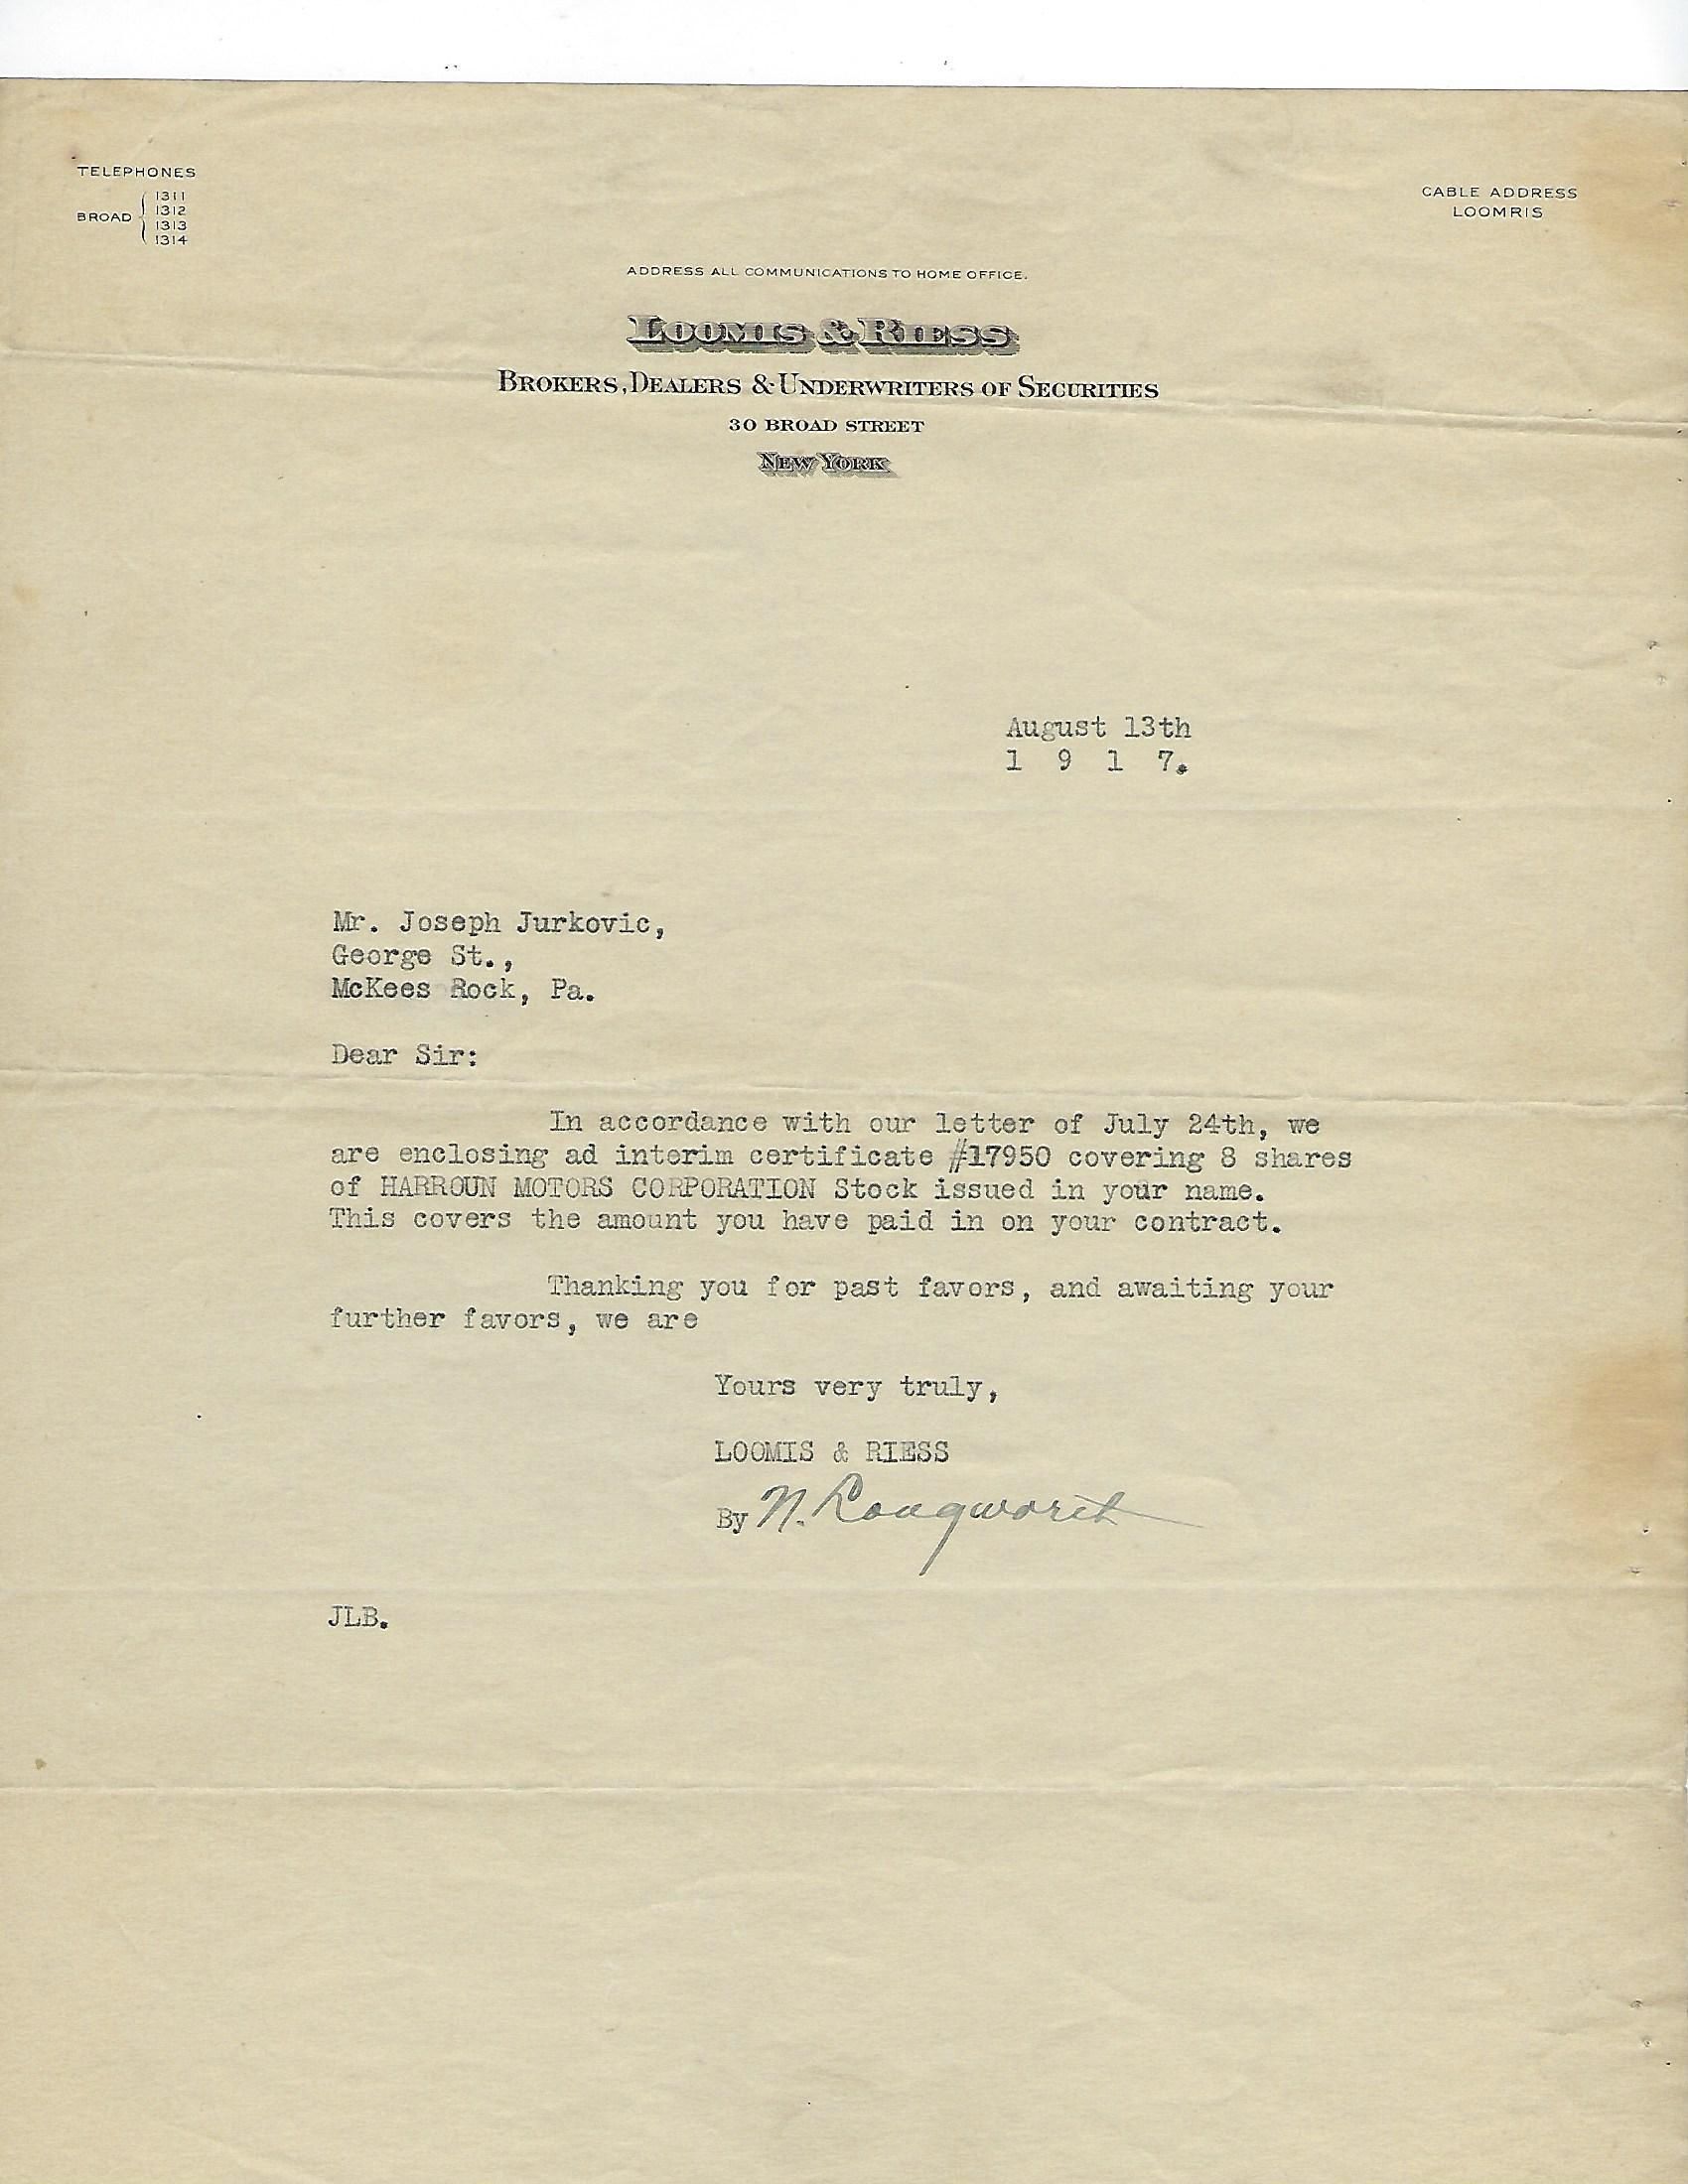 TELEPHONES
BROAD
1311
1312
1313
1314
CABLE ADDRESS
LOOMRIS
ADDRESS ALL COMMUNICATIONS TO HOME OFFICE.
LOOMIS & RIESS
BROKERS, DEALERS & UNDERWRITERS OF SECURITIES
30 BROAD STREET
NEW YORK
August 13th
1 9 1 7.
Mr. Joseph Jurkovic,
George St.,
McKees Rock, Pa.
Dear Sir:
In accordance with our letter of July 24th, we
are enclosing ad interim certificate #17950 covering 8 shares
of HARROUN MOTORS CORPORATION Stock issued in your name.
This covers the amount you have paid in on your contract.
Thanking you for past favors, and awaiting your
further favors, we are
Yours very truly,
LOOMIS & RIESS
By N. Longworth
JLB.